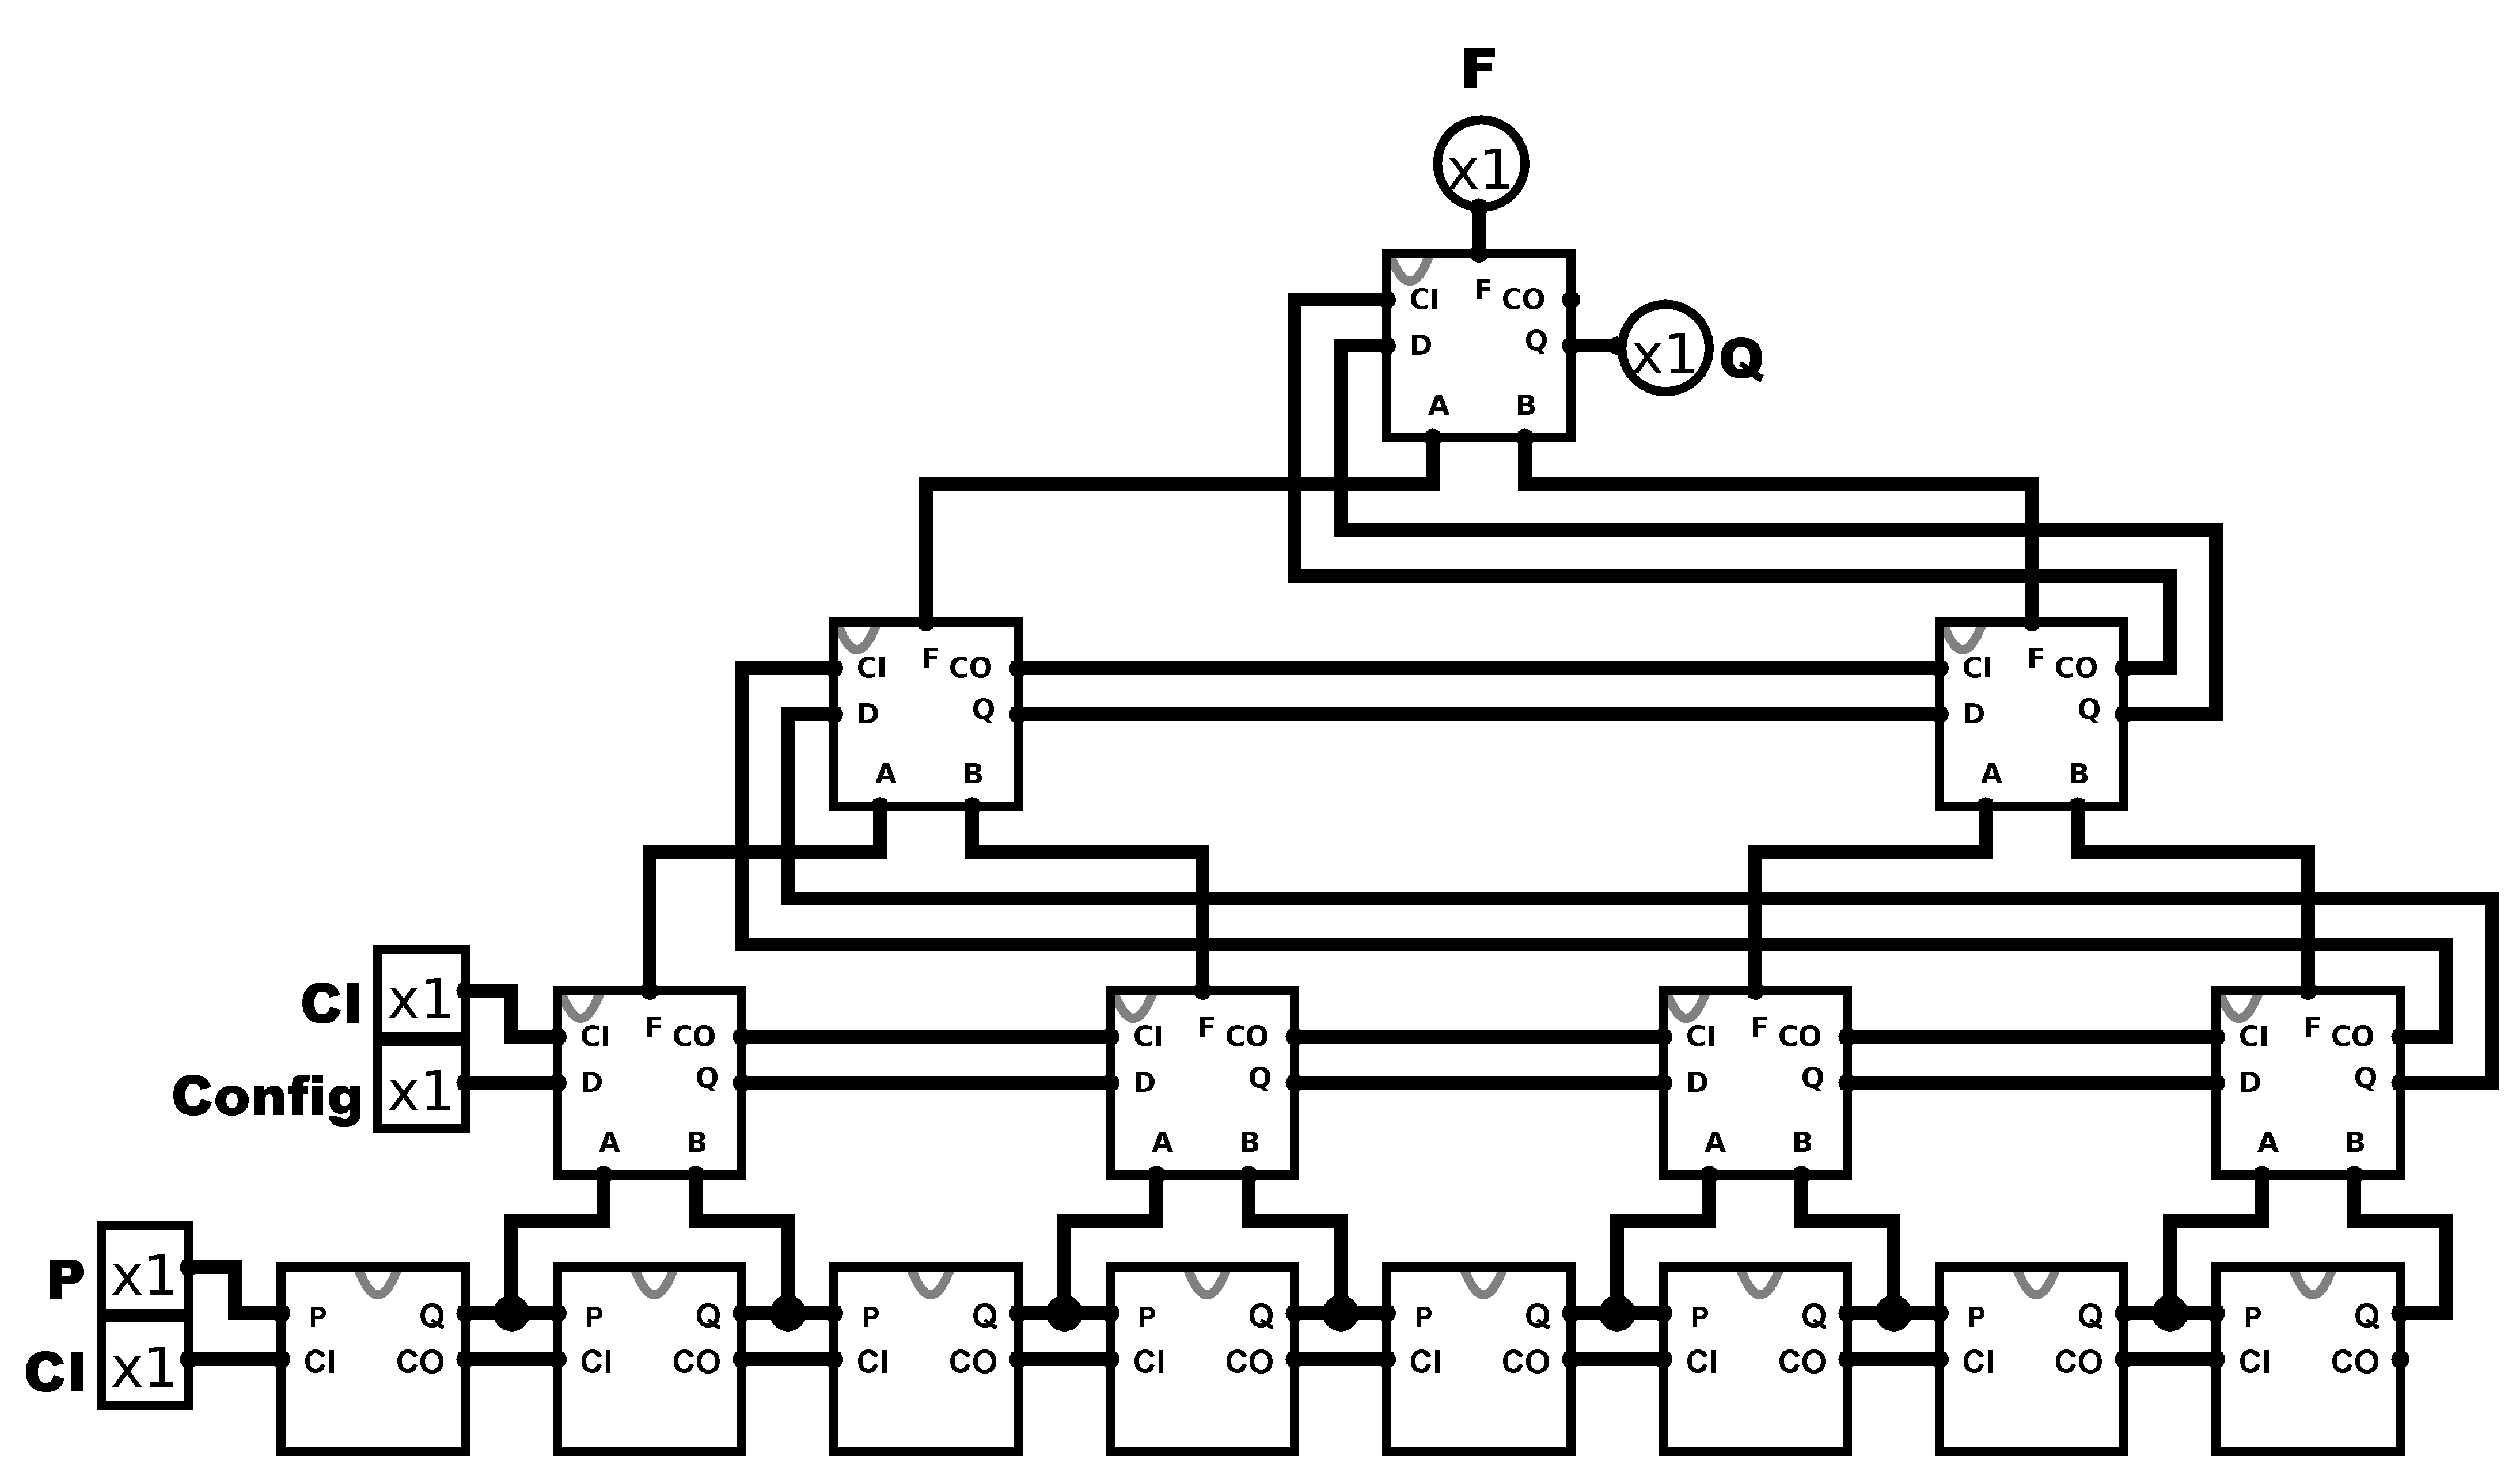 F
x1
CI F CO
D Q
x1 Q
A B
CI F CO CI F CO
D Q D Q
A B A B
CI x1
CI F CO CI F CO CI F CO CI F CO
Config x1
D Q D Q D Q D Q
A B A B A B A B
P x1
P Q P Q P Q P Q P Q P Q P Q P Q
CI x1
CI CO CI CO CI CO CI CO CI CO CI CO CI CO CI CO